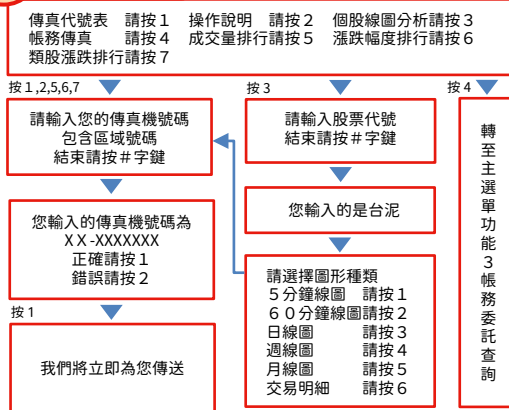 傳真代號表　請按１　操作說明　請按２　個股線圖分析請按３
帳務傳真　　請按４　成交量排行請按５　漲跌幅度排行請按６
類股漲跌排行請按７
按１,2,5,6,7
請輸入您的傳真機號碼
包含區域號碼
結束請按＃字鍵
您輸入的傳真機號碼為
ＸＸ-XXXXXXX
正確請按１
錯誤請按２
按１
我們將立即為您傳送
按３
請輸入股票代號
結束請按＃字鍵
您輸入的是台泥
請選擇圖形種類
５分鐘線圖　請按１
６０分鐘線圖請按２
日線圖　　　請按３
週線圖　　　請按４
月線圖　　　請按５
交易明細　　請按６
按４
轉至主選單功能３帳務委託查詢